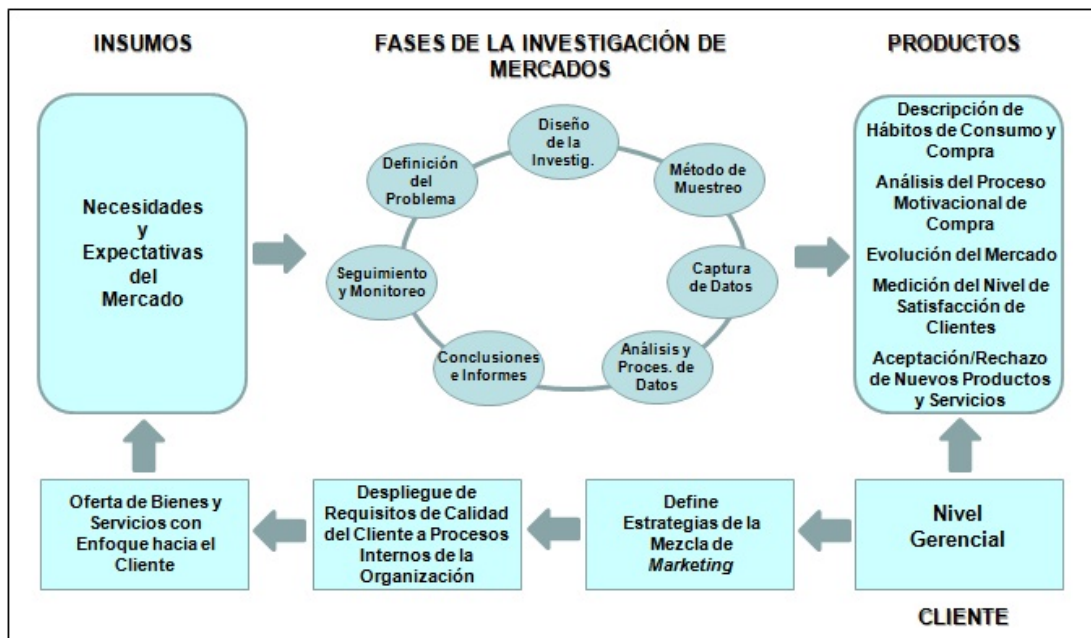 INSUMOS
FASES DE LA INVESTIGACIÓN DE
MERCADOS
PRODUCTOS
Necesidades
y
Expectativas
del
Mercado
Diseño
de la
Investig.
Definición
del
Problema
Método de
Muestreo
Seguimiento
y Monitoreo
Captura
de Datos
Conclusiones
e Informes
Análisis y
Proces. de
Datos
Descripción de
Hábitos de Consumo y
Compra
Análisis del Proceso
Motivacional de
Compra
Evolución del Mercado
Medición del Nivel de
Satisfacción de
Clientes
Aceptación/Rechazo
de Nuevos Productos
y Servicios
Oferta de Bienes y
Servicios con
Enfoque hacia el
Cliente
Despliegue de
Requisitos de Calidad
del Cliente a Procesos
Internos de la
Organización
Define
Estrategias de la
Mezcla de
Marketing
Nivel
Gerencial
CLIENTE